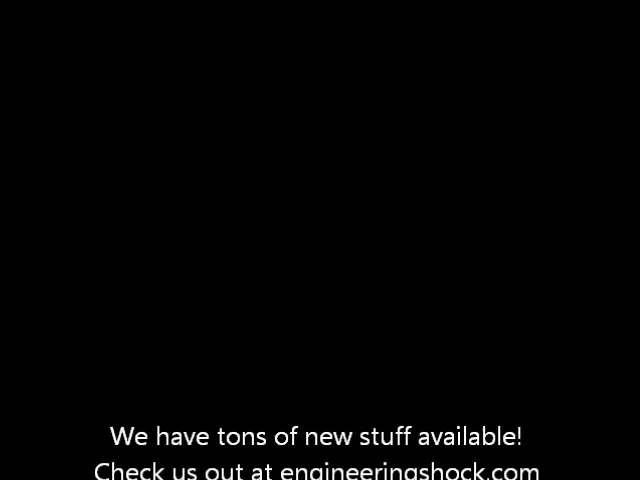 We have tons of new stuff available!
Check us out at engineeringshock.com